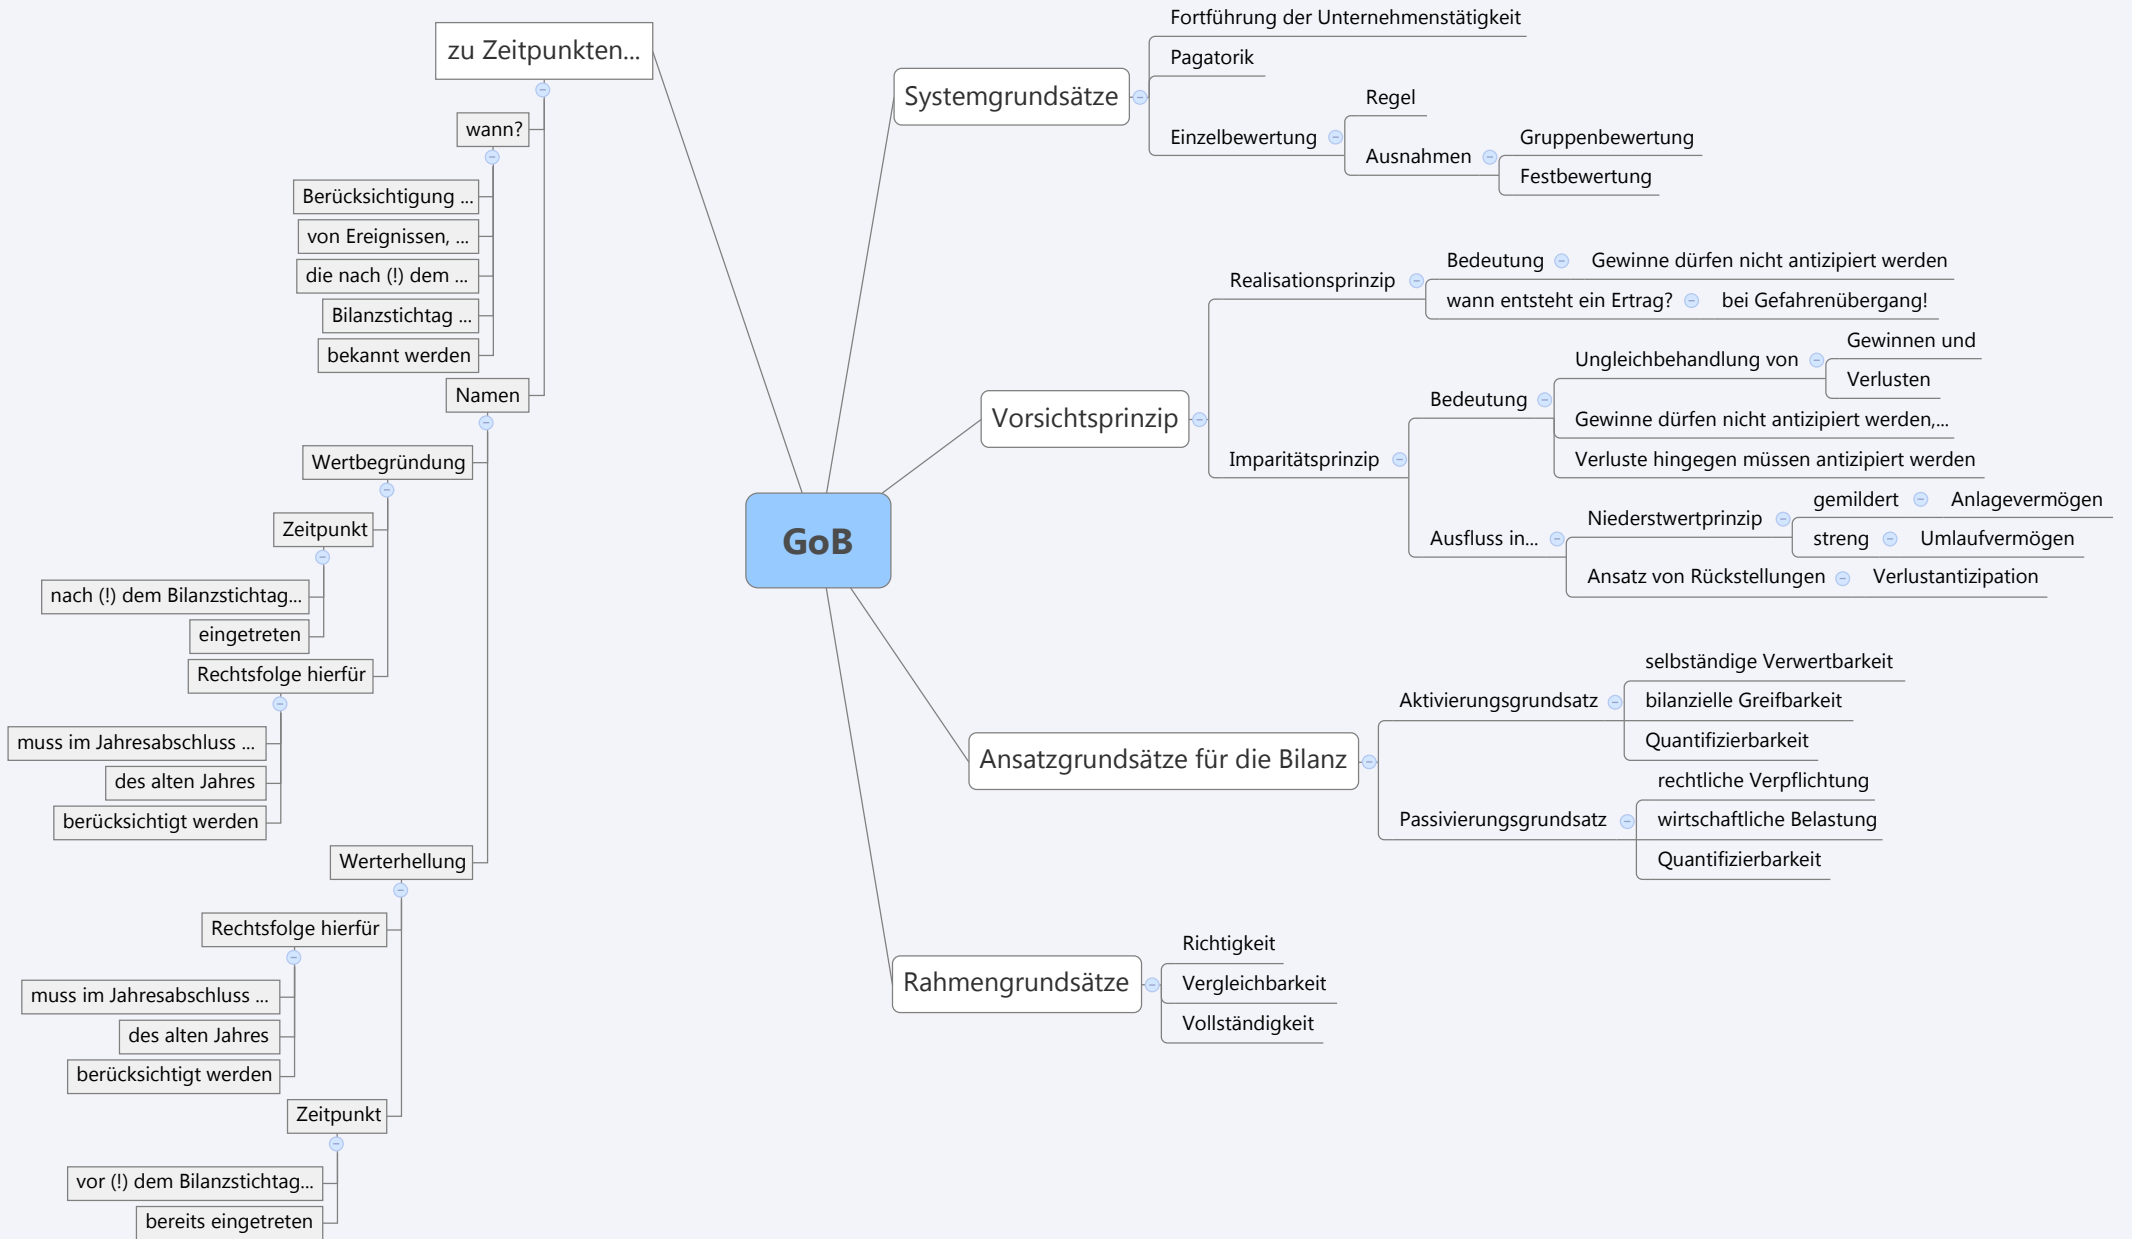 GoB
zu Zeitpunkten...
wann?
Berücksichtigung ...
von Ereignissen, ...
die nach (!) dem ...
Bilanzstichtag ...
bekannt werden
Namen
Wertbegründung
Zeitpunkt
nach (!) dem Bilanzstichtag...
eingetreten
Rechtsfolge hierfür
muss im Jahresabschluss ...
des alten Jahres
berücksichtigt werden
Werterhellung
Rechtsfolge hierfür
muss im Jahresabschluss ...
des alten Jahres
berücksichtigt werden
Zeitpunkt
vor (!) dem Bilanzstichtag...
bereits eingetreten
Systemgrundsätze
Fortführung der Unternehmenstätigkeit
Pagatorik
Einzelbewertung
Regel
Ausnahmen
Gruppenbewertung
Festbewertung
Vorsichtsprinzip
Realisationsprinzip
Bedeutung
Gewinne dürfen nicht antizipiert werden
wann entsteht ein Ertrag?
bei Gefahrenübergang!
Imparitätsprinzip
Bedeutung
Ungleichbehandlung von
Gewinnen und
Verlusten
Gewinne dürfen nicht antizipiert werden,...
Verluste hingegen müssen antizipiert werden
Ausfluss in...
Niederstwertprinzip
gemildert
Anlagevermögen
streng
Umlaufvermögen
Ansatz von Rückstellungen
Verlustantizipation
Ansatzgrundsätze für die Bilanz
Aktivierungsgrundsatz
selbständige Verwertbarkeit
bilanzielle Greifbarkeit
Quantifizierbarkeit
Passivierungsgrundsatz
rechtliche Verpflichtung
wirtschaftliche Belastung
Quantifizierbarkeit
Rahmengrundsätze
Richtigkeit
Vergleichbarkeit
Vollständigkeit